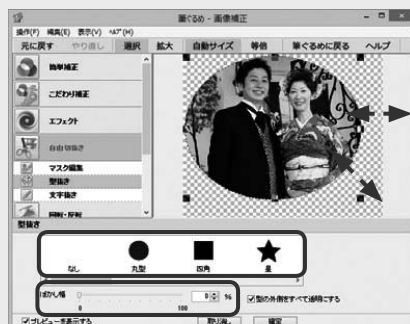 筆ぐるめ - 画像補正
操作(F) 編集(E) 表示(V) ヘルプ(H)
元に戻す やり直し 選択 拡大 自動サイズ 等倍 筆ぐるめに戻る ヘルプ
簡単補正
こだわり補正
エフェクト
自由切抜き
マスク編集
型抜き
文字抜き
回転・反転
型抜き
なし 丸型 四角 星
ぼかし幅 0 % 型の外側をすべて透明にする
0 100
プレビューを表示する 取り消し 確定